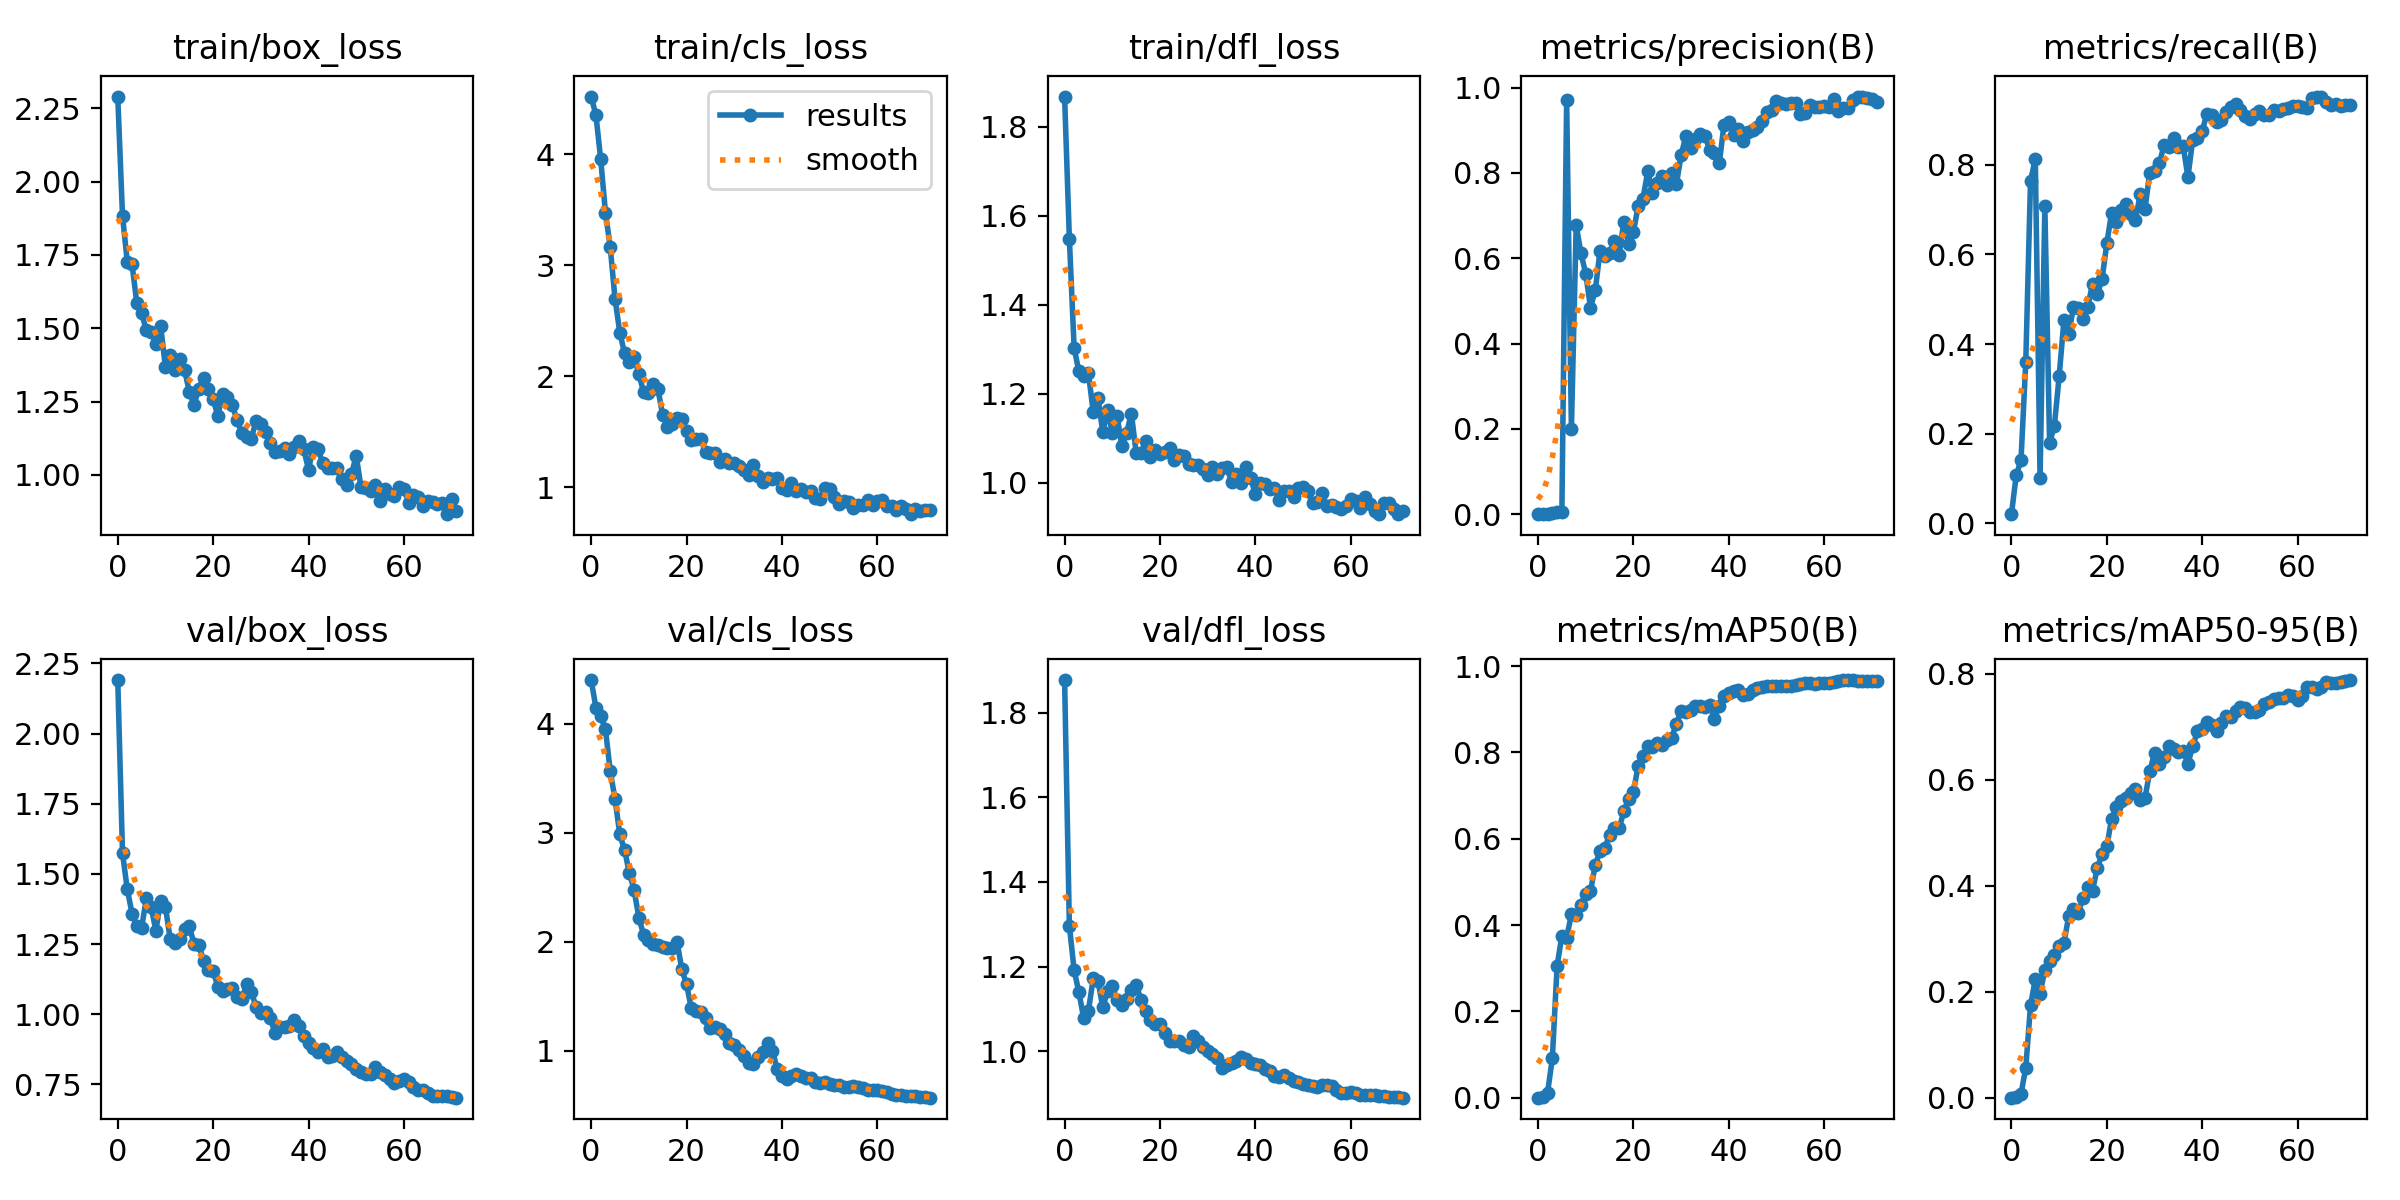 train/box_loss
2.25
2.00
1.75
1.50
1.25
1.00
0 20 40 60
train/cls_loss
results
smooth
4
3
2
1
0 20 40 60
train/dfl_loss
1.8
1.6
1.4
1.2
1.0
0 20 40 60
metrics/precision(B)
1.0
0.8
0.6
0.4
0.2
0.0
0 20 40 60
metrics/recall(B)
0.8
0.6
0.4
0.2
0.0
0 20 40 60
val/box_loss
2.25
2.00
1.75
1.50
1.25
1.00
0.75
0 20 40 60
val/cls_loss
4
3
2
1
0 20 40 60
val/dfl_loss
1.8
1.6
1.4
1.2
1.0
0 20 40 60
metrics/mAP50(B)
1.0
0.8
0.6
0.4
0.2
0.0
0 20 40 60
metrics/mAP50-95(B)
0.8
0.6
0.4
0.2
0.0
0 20 40 60